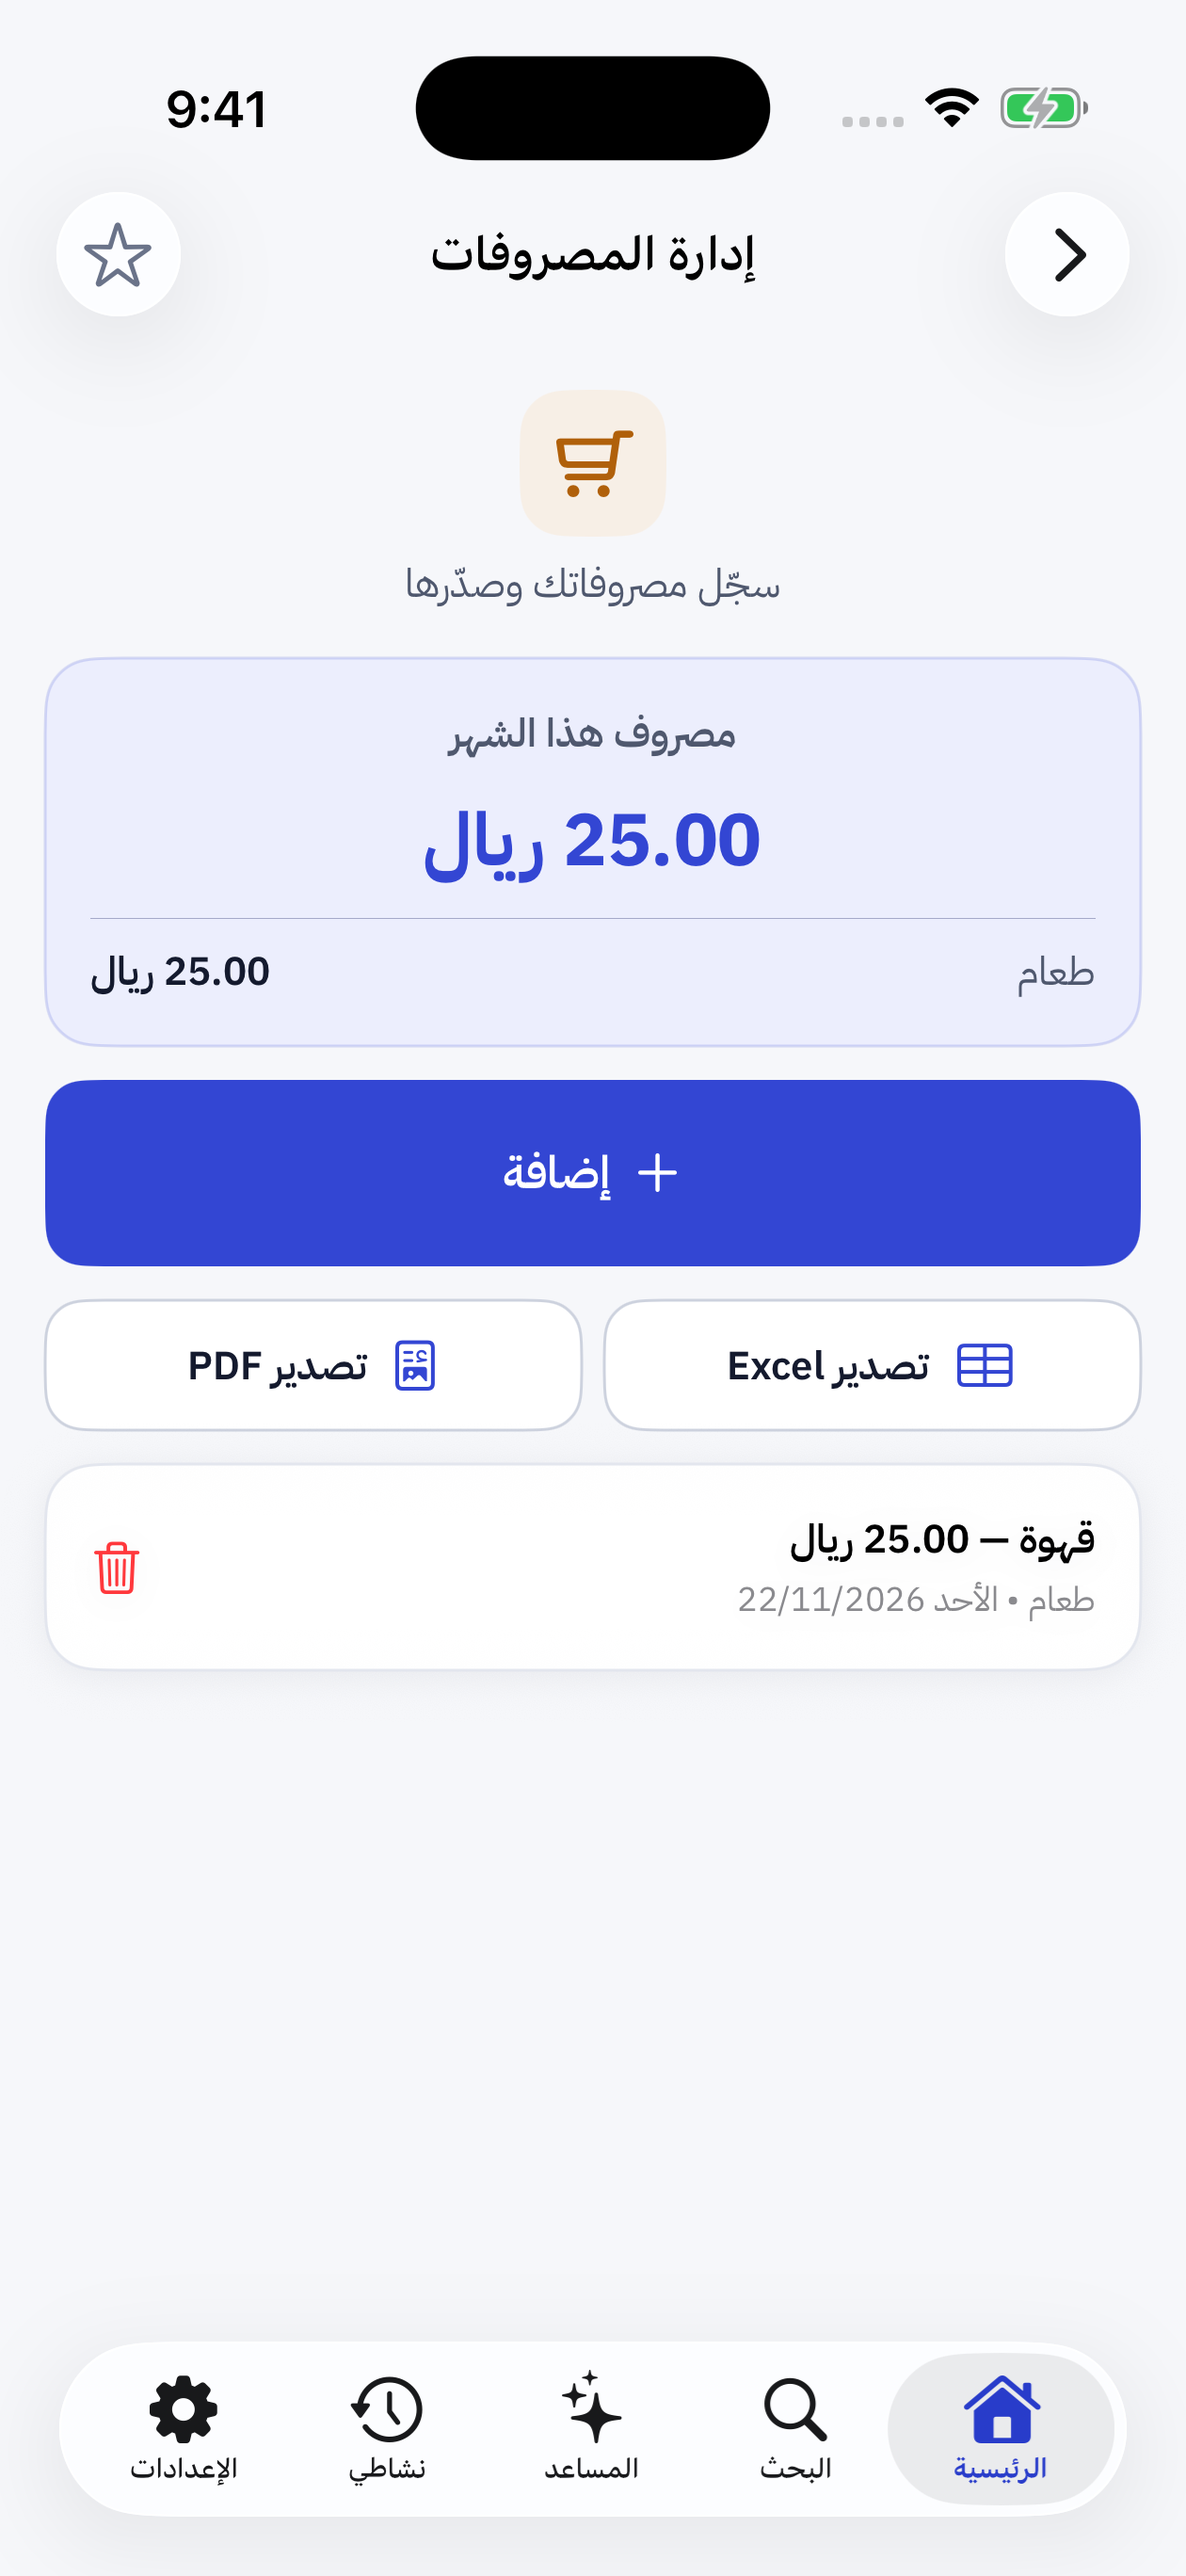 9:41
إدارة المصروفات
سجّل مصروفاتك وصدّرها
مصروف هذا الشهر
25.00 ريال
طعام 25.00 ريال
إضافة
تصدير Excel تصدير PDF
قهوة — 25.00 ريال
طعام • الأحد 22/11/2026
الرئيسية البحث المساعد نشاطي الإعدادات